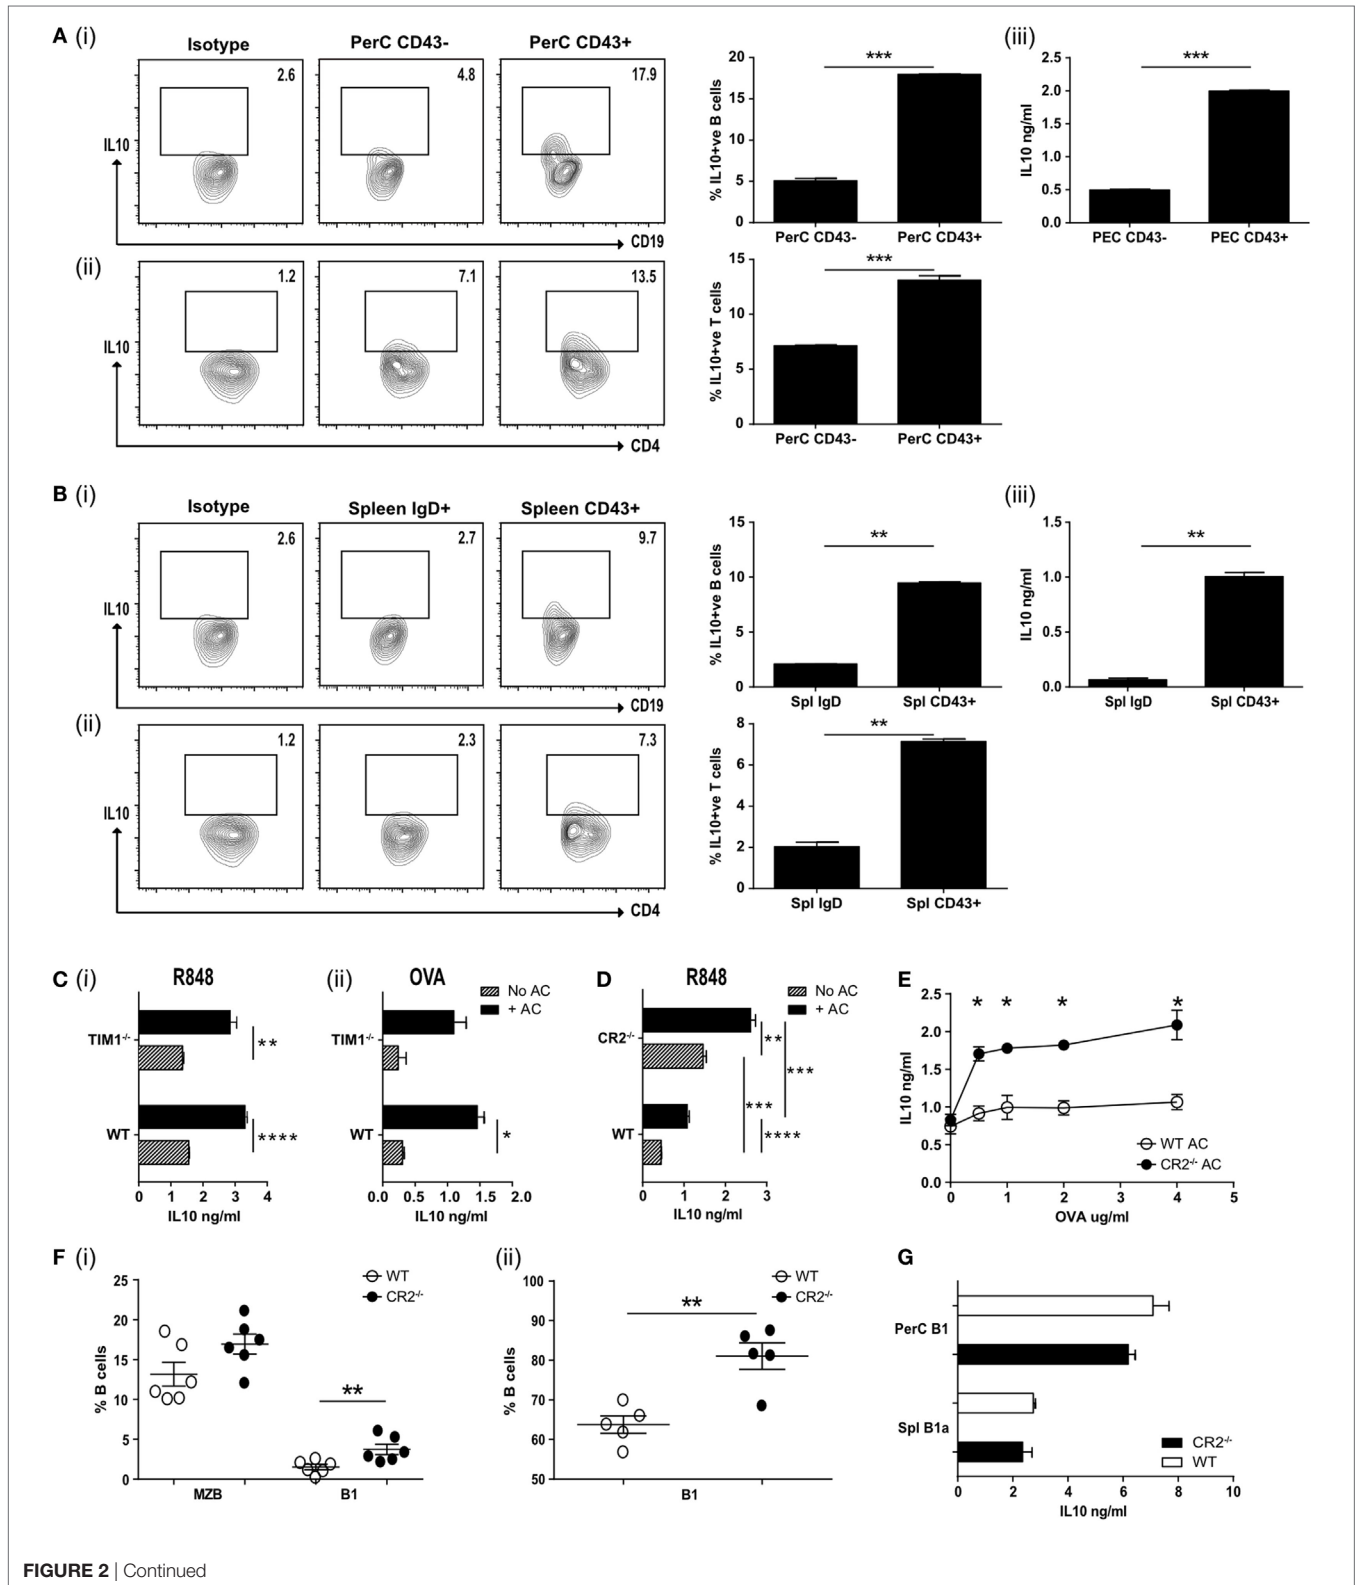 A (i)
Isotype PerC CD43- PerC CD43+
2.6 4.8 17.9
IL10
CD19
20
15
10
5
0
% IL10+ve B cells
***
PerC CD43- PerC CD43+
(iii)
2.5
2.0
1.5
1.0
0.5
0.0
IL10 ng/ml
***
PEC CD43- PEC CD43+
(ii)
1.2 7.1 13.5
IL10
CD4
15
10
5
0
% IL10+ve T cells
***
PerC CD43- PerC CD43+
B (i)
Isotype Spleen IgD+ Spleen CD43+
2.6 2.7 9.7
IL10
CD19
15
10
5
0
% IL10+ve B cells
**
Spl IgD Spl CD43+
(iii)
1.5
1.0
0.5
0.0
IL10 ng/ml
**
Spl IgD Spl CD43+
(ii)
1.2 2.3 7.3
IL10
CD4
8
6
4
2
0
% IL10+ve T cells
**
Spl IgD Spl CD43+
C (i) R848
TIM1-/-
**
WT
****
0 1 2 3 4
IL10 ng/ml
(ii) OVA
No AC
+ AC
TIM1-/-
WT
*
0.0 0.5 1.0 1.5 2.0
IL10 ng/ml
D R848
No AC
+ AC
CR2-/-
**
***
***
WT
****
0 1 2 3
IL10 ng/ml
E
2.5
2.0
1.5
1.0
0.5
0.0
IL10 ng/ml
* * * *
WT AC
CR2-/- AC
0 1 2 3 4 5
OVA ug/ml
F (i)
25
20
15
10
5
0
% B cells
WT
CR2-/-
**
MZB B1
(ii)
100
90
80
70
60
50
% B cells
WT
CR2-/-
**
B1
G
PerC B1
Spl B1a
CR2-/-
WT
0 2 4 6 8 10
IL10 ng/ml
FIGURE 2 | Continued